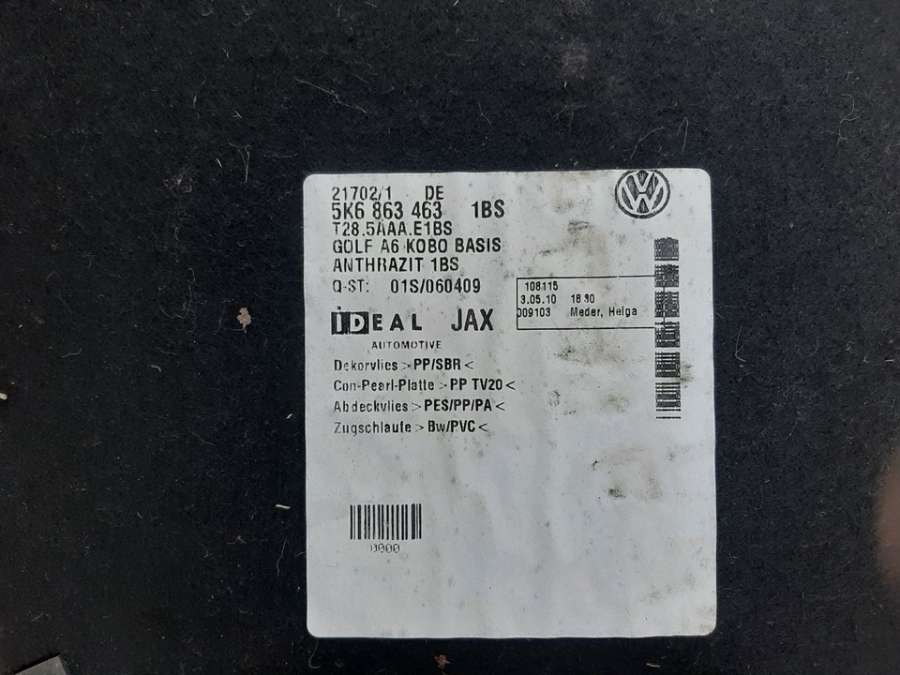 21702/1 DE
5K6 863 463 1BS
T28.5AAA.E1BS
GOLF A6 KOBO BASIS
ANTHRAZIT 1BS
Q-ST: 01S/060409
108115
3.05.10 18 30
009103 Meder, Helga
iDEAL JAX
AUTOMOTIVE
Dekorvlies >PP/SBR<
Con-Pearl-Platte >PP TV20<
Abdeckvlies >PES/PP/PA<
Zugschlaufe >Bw/PVC<
0000
VW